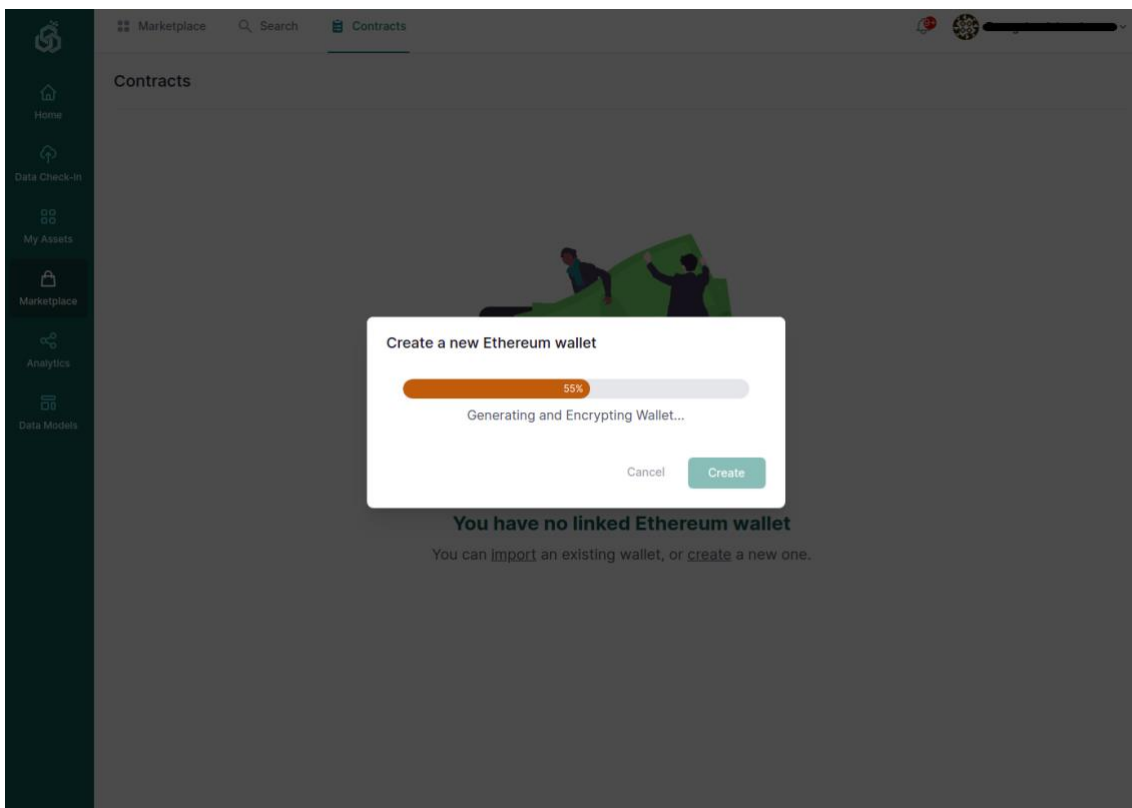 Marketplace
Search
Contracts
9+
Contracts
Home
Data Check-in
My Assets
Marketplace
Analytics
Data Models
Create a new Ethereum wallet
55%
Generating and Encrypting Wallet...
Cancel
Create
You have no linked Ethereum wallet
You can import an existing wallet, or create a new one.